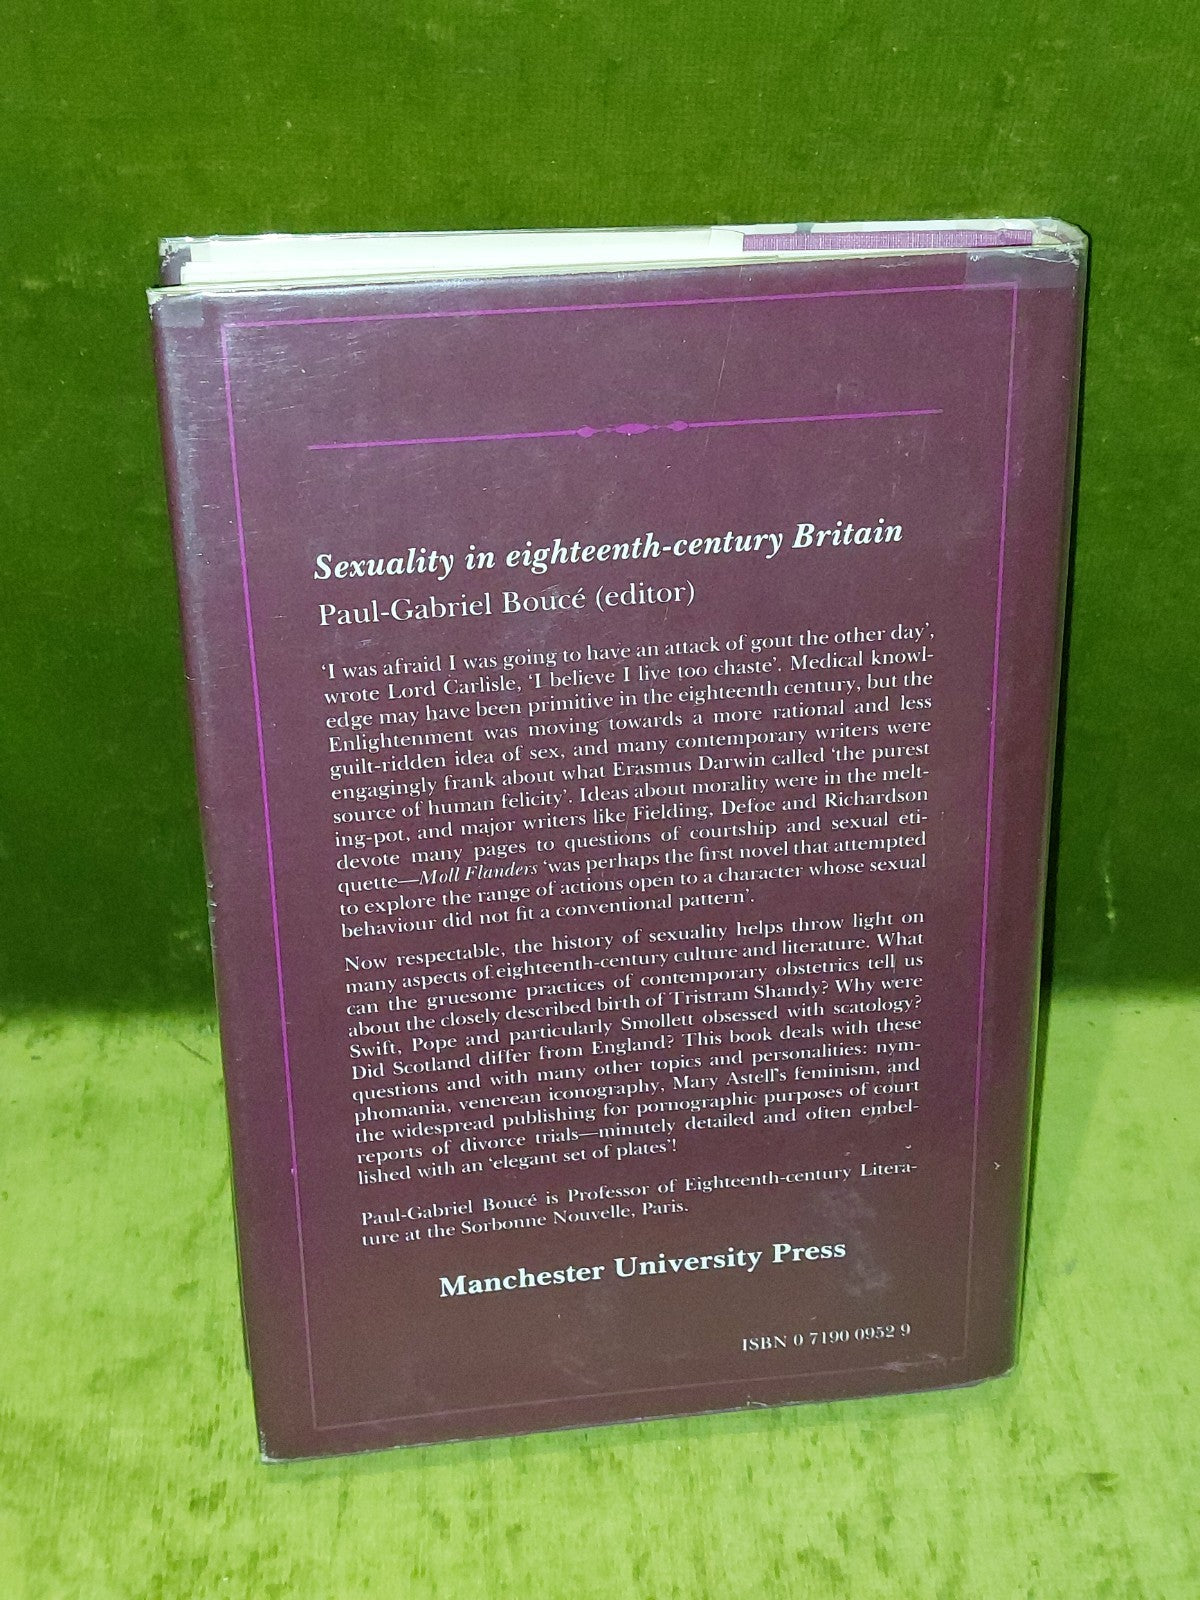 Sexuality in eighteenth-century Britain
Paul-Gabriel Boucé (editor)
‘I was afraid I was going to have an attack of gout the other day’,
wrote Lord Carlisle, ‘I believe I live too chaste’. Medical knowl-
edge may have been primitive in the eighteenth century, but the
Enlightenment was moving towards a more rational and less
guilt-ridden idea of sex, and many contemporary writers were
engagingly frank about what Erasmus Darwin called ‘the purest
source of human felicity’. Ideas about morality were in the melt-
ing-pot, and major writers like Fielding, Defoe and Richardson
devote many pages to questions of courtship and sexual eti-
quette—Moll Flanders ‘was perhaps the first novel that attempted
to explore the range of actions open to a character whose sexual
behaviour did not fit a conventional pattern’.
Now respectable, the history of sexuality helps throw light on
many aspects of eighteenth-century culture and literature. What
can the gruesome practices of contemporary obstetrics tell us
about the closely described birth of Tristram Shandy? Why were
Swift, Pope and particularly Smollett obsessed with scatology?
Did Scotland differ from England? This book deals with these
questions and with many other topics and personalities: nym-
phomania, venerean iconography, Mary Astell's feminism, and
the widespread publishing for pornographic purposes of court
reports of divorce trials—minutely detailed and often embel-
lished with an ‘elegant set of plates’!
Paul-Gabriel Boucé is Professor of Eighteenth-century Litera-
ture at the Sorbonne Nouvelle, Paris.
Manchester University Press
ISBN 0 7190 0952 9